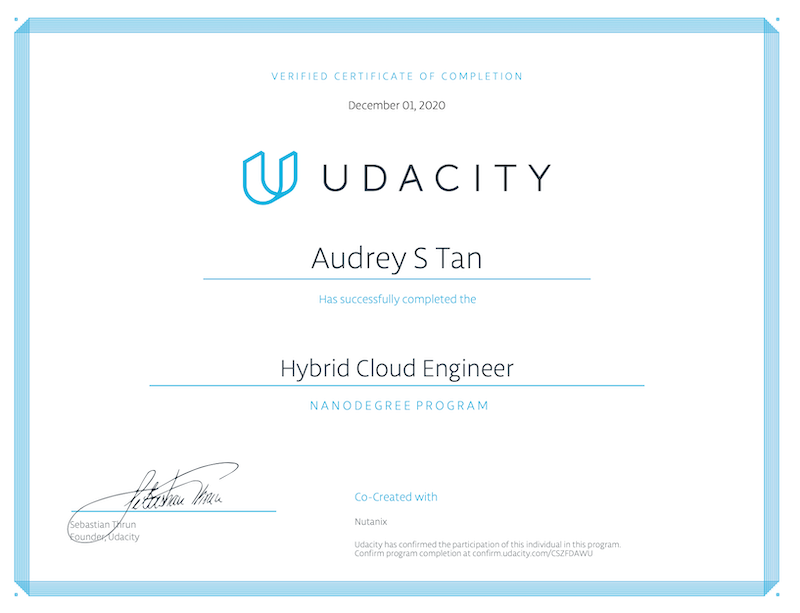 VERIFIED CERTIFICATE OF COMPLETION
December 01, 2020
UDACITY
Audrey S Tan
Has successfully completed the
Hybrid Cloud Engineer
NANODEGREE PROGRAM
Sebastian Thrun
Sebastian Thrun
Founder, Udacity
Co-Created with
Nutanix
Udacity has confirmed the participation of this individual in this program.
Confirm program completion at confirm.udacity.com/CSZFDAWU